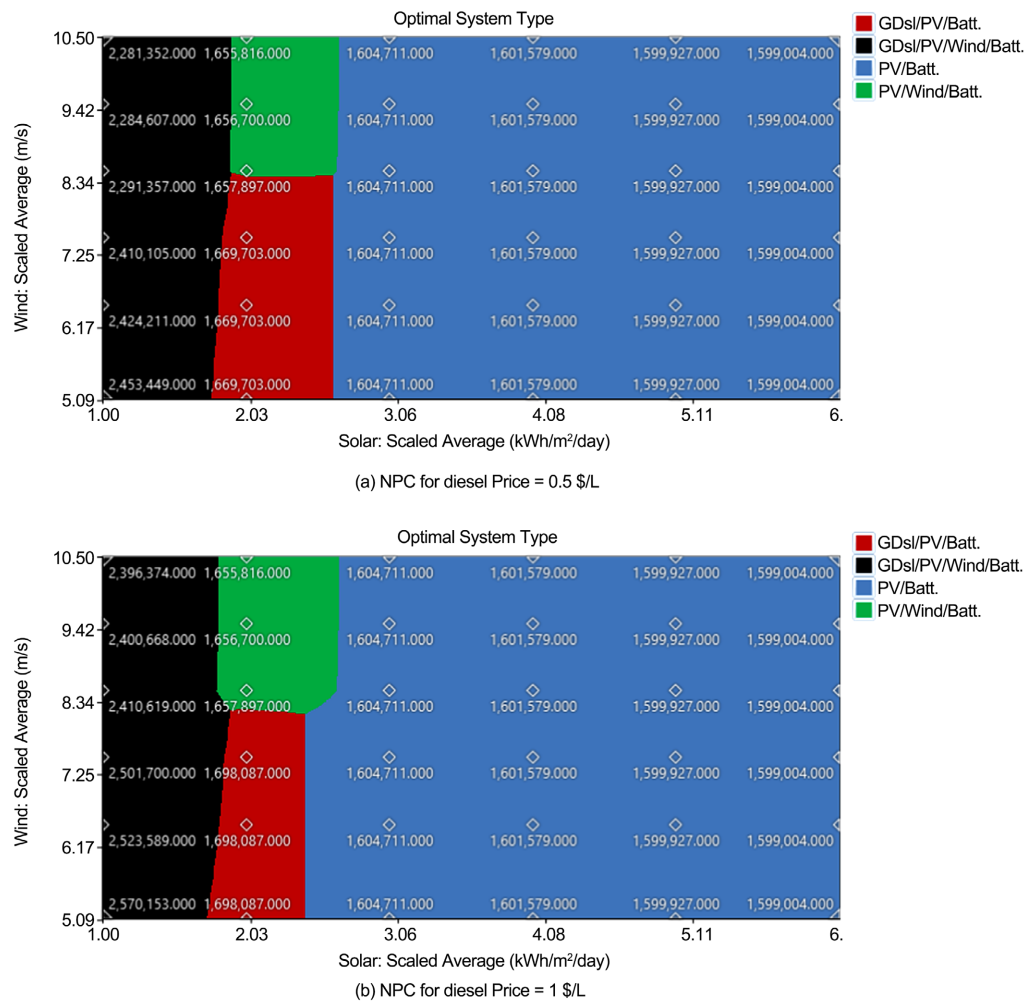 Optimal System Type
GDsl/PV/Batt.
GDsl/PV/Wind/Batt.
PV/Batt.
PV/Wind/Batt.
Wind: Scaled Average (m/s)
10.50
9.42
8.34
7.25
6.17
5.09
2,281,352.000 1,655,816.000 1,604,711.000 1,601,579.000 1,599,927.000 1,599,004.000
2,284,607.000 1,656,700.000 1,604,711.000 1,601,579.000 1,599,927.000 1,599,004.000
2,291,357.000 1,657,897.000 1,604,711.000 1,601,579.000 1,599,927.000 1,599,004.000
2,410,105.000 1,669,703.000 1,604,711.000 1,601,579.000 1,599,927.000 1,599,004.000
2,424,211.000 1,669,703.000 1,604,711.000 1,601,579.000 1,599,927.000 1,599,004.000
2,453,449.000 1,669,703.000 1,604,711.000 1,601,579.000 1,599,927.000 1,599,004.000
1.00 2.03 3.06 4.08 5.11 6.
Solar: Scaled Average (kWh/m²/day)
(a) NPC for diesel Price = 0.5 $/L
Optimal System Type
GDsl/PV/Batt.
GDsl/PV/Wind/Batt.
PV/Batt.
PV/Wind/Batt.
Wind: Scaled Average (m/s)
10.50
9.42
8.34
7.25
6.17
5.09
2,396,374.000 1,655,816.000 1,604,711.000 1,601,579.000 1,599,927.000 1,599,004.000
2,400,668.000 1,656,700.000 1,604,711.000 1,601,579.000 1,599,927.000 1,599,004.000
2,410,619.000 1,657,897.000 1,604,711.000 1,601,579.000 1,599,927.000 1,599,004.000
2,501,700.000 1,698,087.000 1,604,711.000 1,601,579.000 1,599,927.000 1,599,004.000
2,523,589.000 1,698,087.000 1,604,711.000 1,601,579.000 1,599,927.000 1,599,004.000
2,570,153.000 1,698,087.000 1,604,711.000 1,601,579.000 1,599,927.000 1,599,004.000
1.00 2.03 3.06 4.08 5.11 6.
Solar: Scaled Average (kWh/m²/day)
(b) NPC for diesel Price = 1 $/L